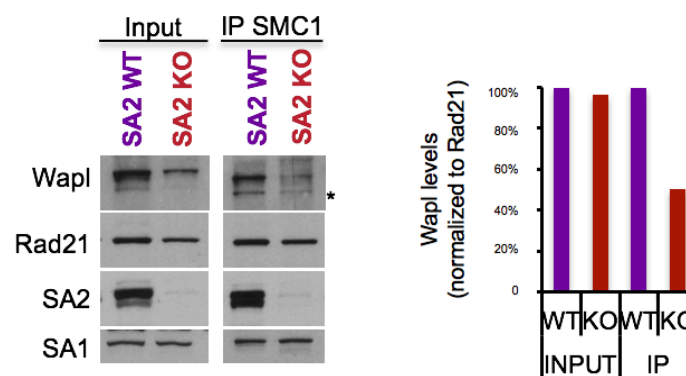 Input IP SMC1
SA2 WT
SA2 KO
SA2 WT
SA2 KO
Wapl
*
Rad21
SA2
SA1
Wapl levels
(normalized to Rad21)
100%
80%
60%
40%
20%
0
WT KO WT KO
INPUT IP